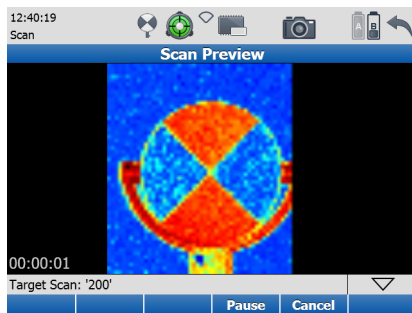 12:40:19
Scan
A
B
Scan Preview
00:00:01
Target Scan: '200'
Pause Cancel